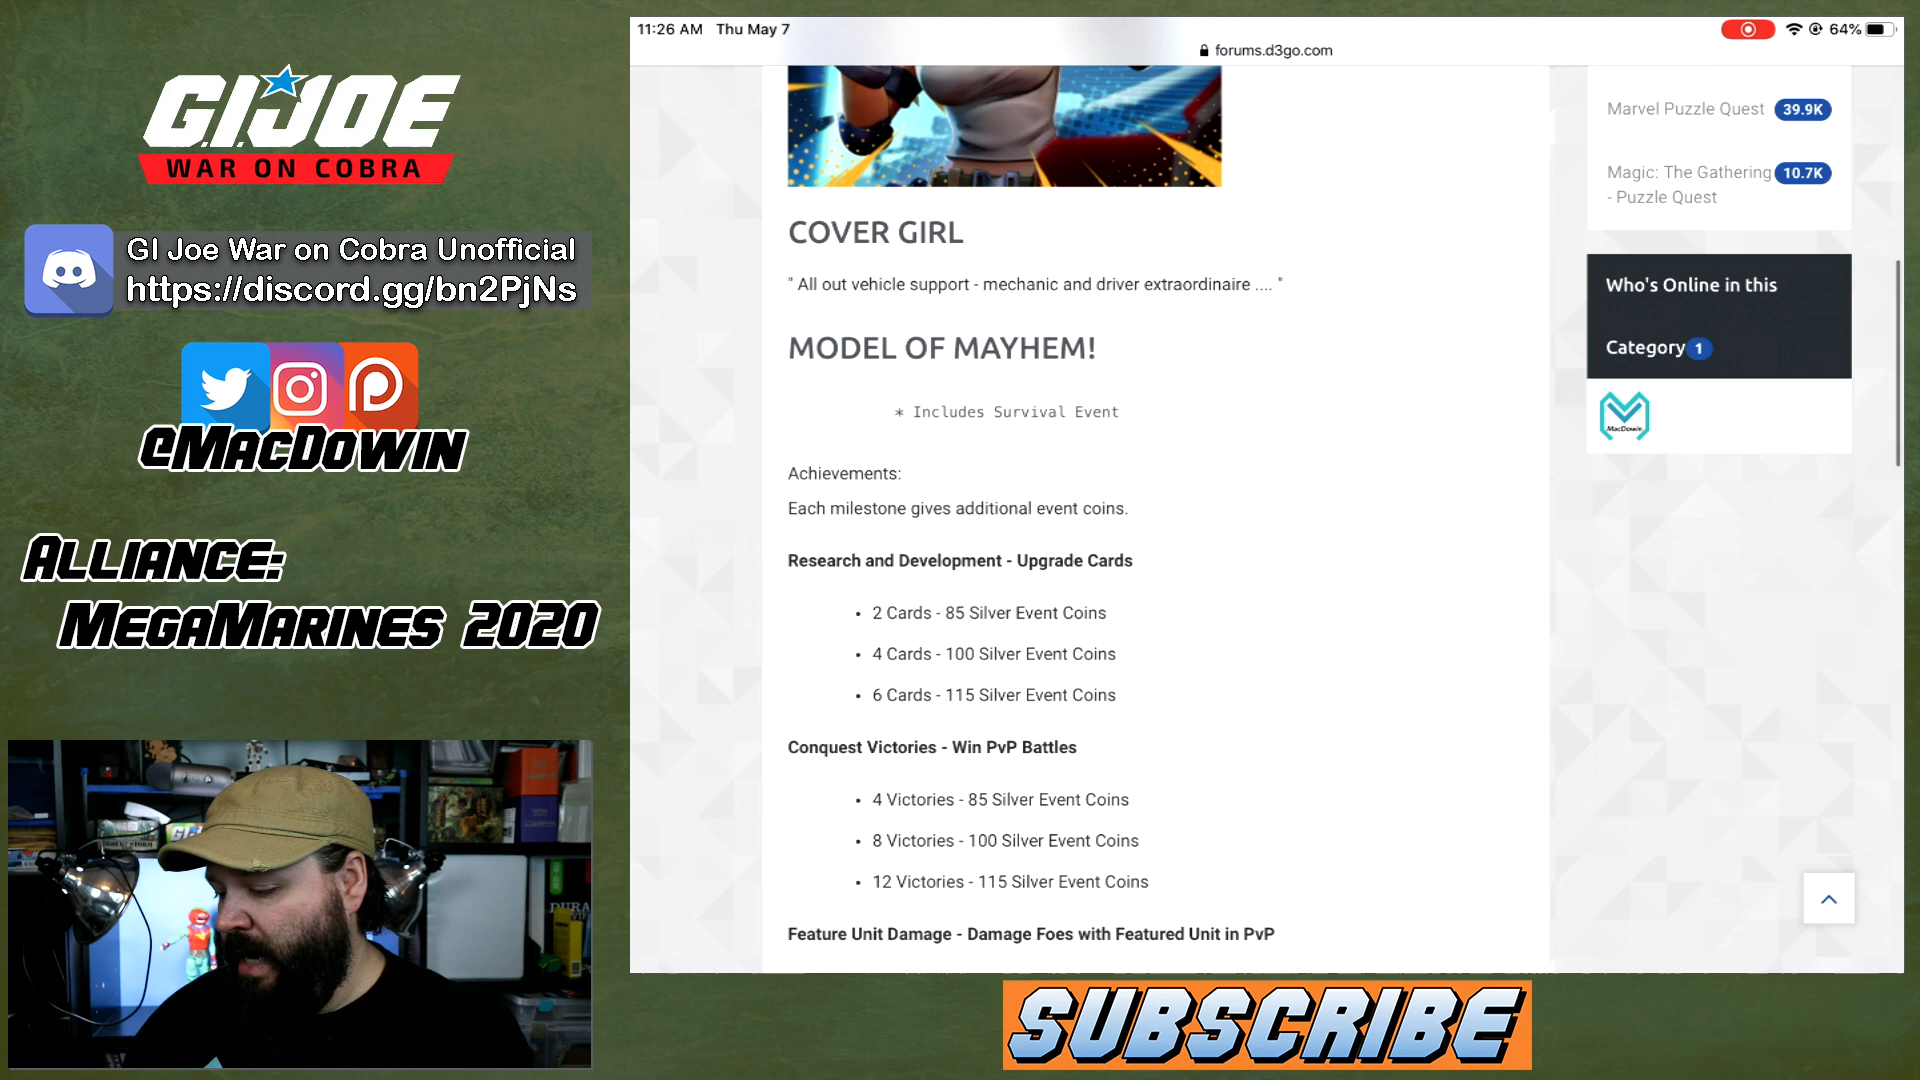 G.I.JOE
WAR ON COBRA
GI Joe War on Cobra Unofficial
https://discord.gg/bn2PjNs
@MacDowin
Alliance:
MegaMarines 2020
11:26 AM Thu May 7
64%
forums.d3go.com
COVER GIRL
" All out vehicle support - mechanic and driver extraordinaire .... "
MODEL OF MAYHEM!
* Includes Survival Event
Achievements:
Each milestone gives additional event coins.
Research and Development - Upgrade Cards
• 2 Cards - 85 Silver Event Coins
• 4 Cards - 100 Silver Event Coins
• 6 Cards - 115 Silver Event Coins
Conquest Victories - Win PvP Battles
• 4 Victories - 85 Silver Event Coins
• 8 Victories - 100 Silver Event Coins
• 12 Victories - 115 Silver Event Coins
Feature Unit Damage - Damage Foes with Featured Unit in PvP
Marvel Puzzle Quest 39.9K
Magic: The Gathering 10.7K
- Puzzle Quest
Who's Online in this
Category 1
MacDowin
SUBSCRIBE